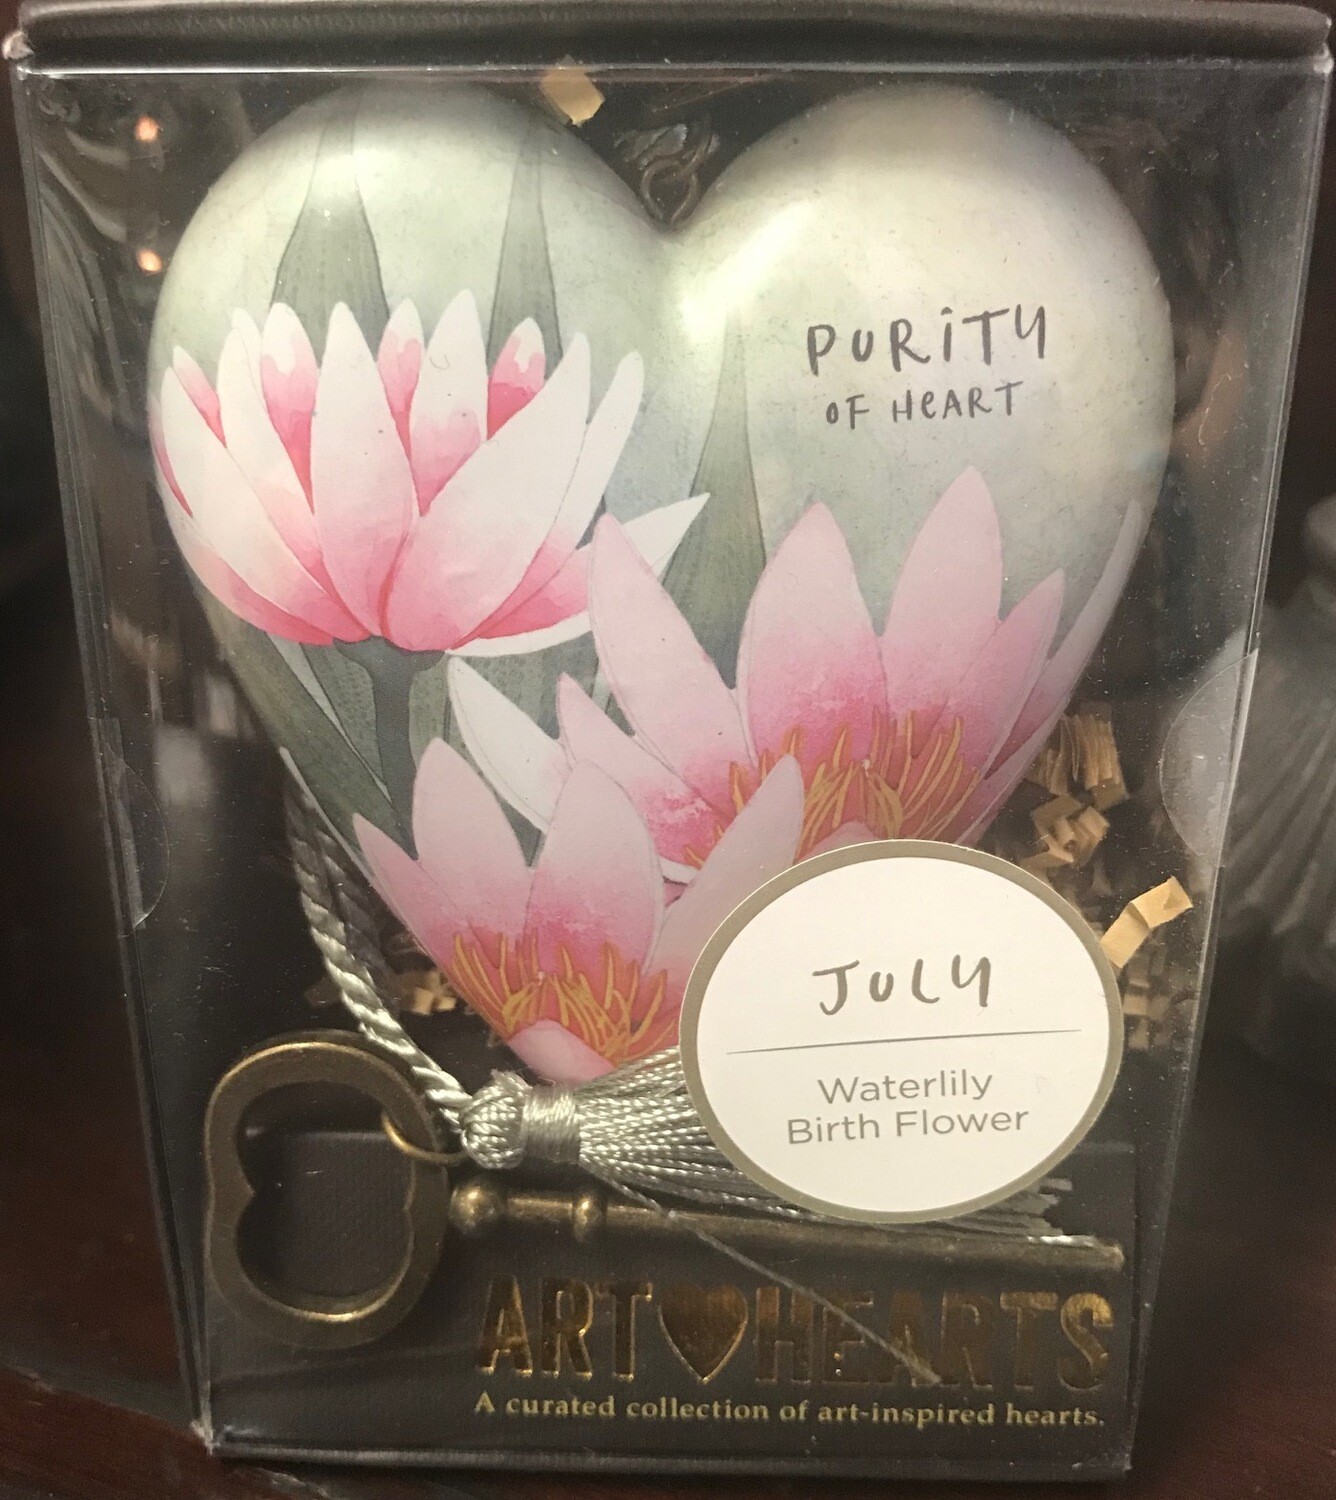 PURITY
OF HEART
JULY
Waterlily
Birth Flower
ART HEARTS
A curated collection of art-inspired hearts.